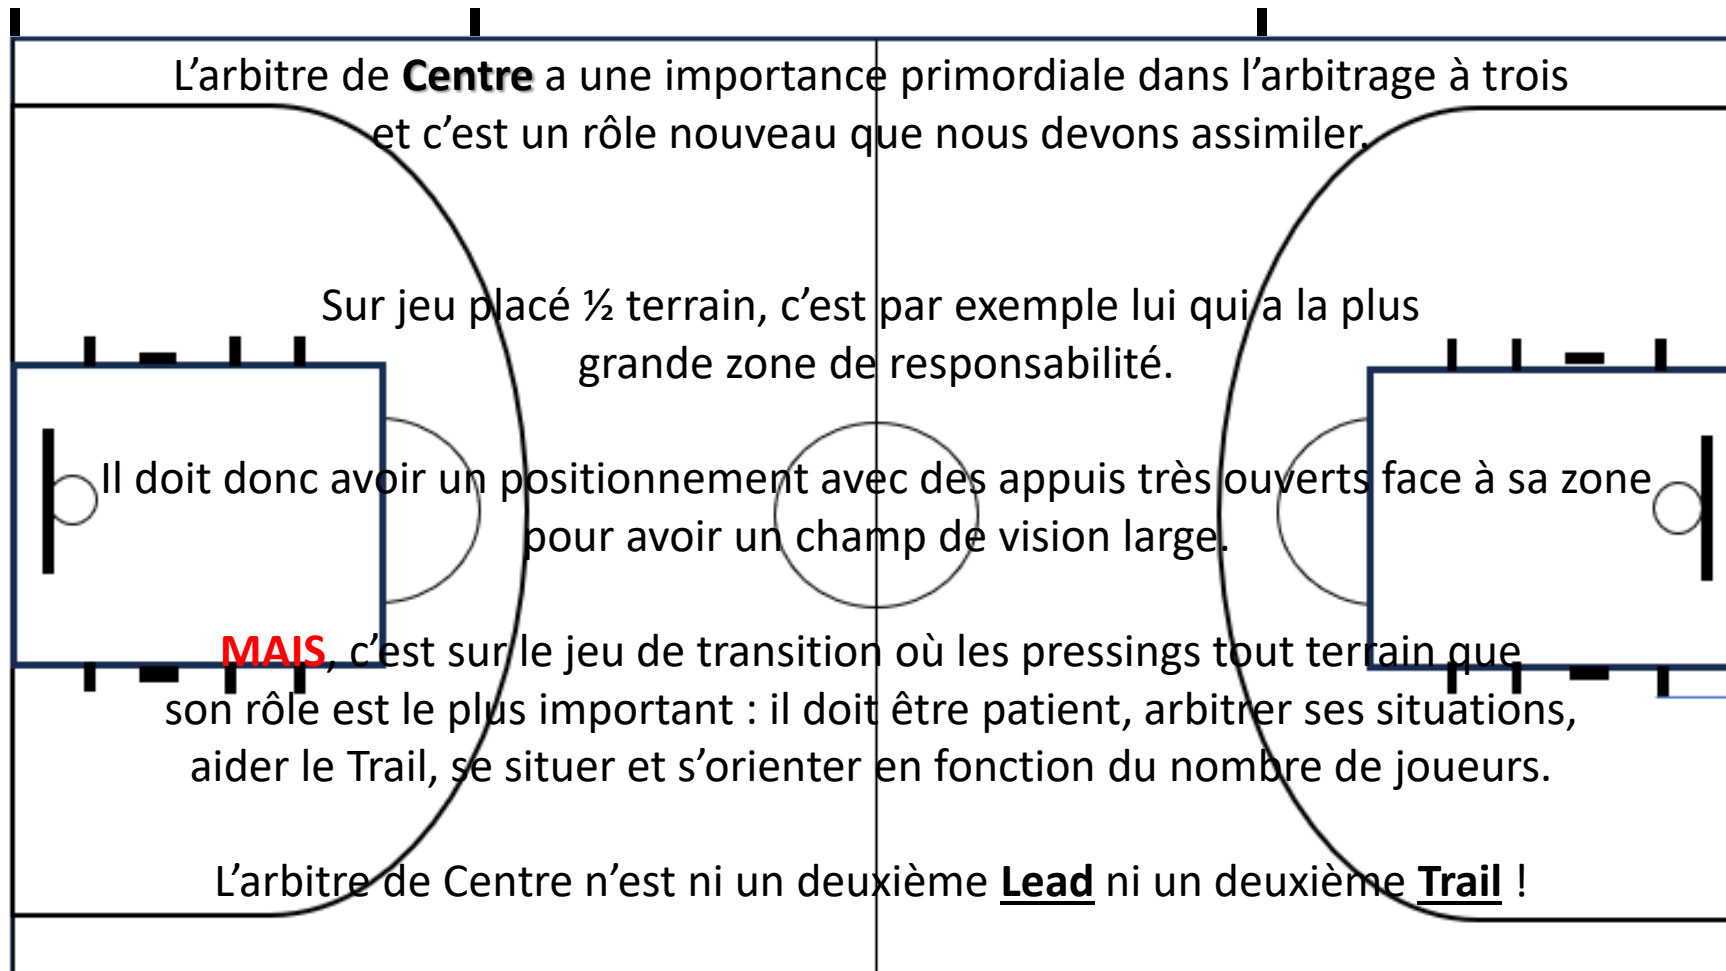 L’arbitre de Centre a une importance primordiale dans l’arbitrage à trois
et c’est un rôle nouveau que nous devons assimiler.
Sur jeu placé ½ terrain, c’est par exemple lui qui a la plus
grande zone de responsabilité.
Il doit donc avoir un positionnement avec des appuis très ouverts face à sa zone
pour avoir un champ de vision large.
MAIS, c’est sur le jeu de transition où les pressings tout terrain que
son rôle est le plus important : il doit être patient, arbitrer ses situations,
aider le Trail, se situer et s’orienter en fonction du nombre de joueurs.
L’arbitre de Centre n’est ni un deuxième Lead ni un deuxième Trail !